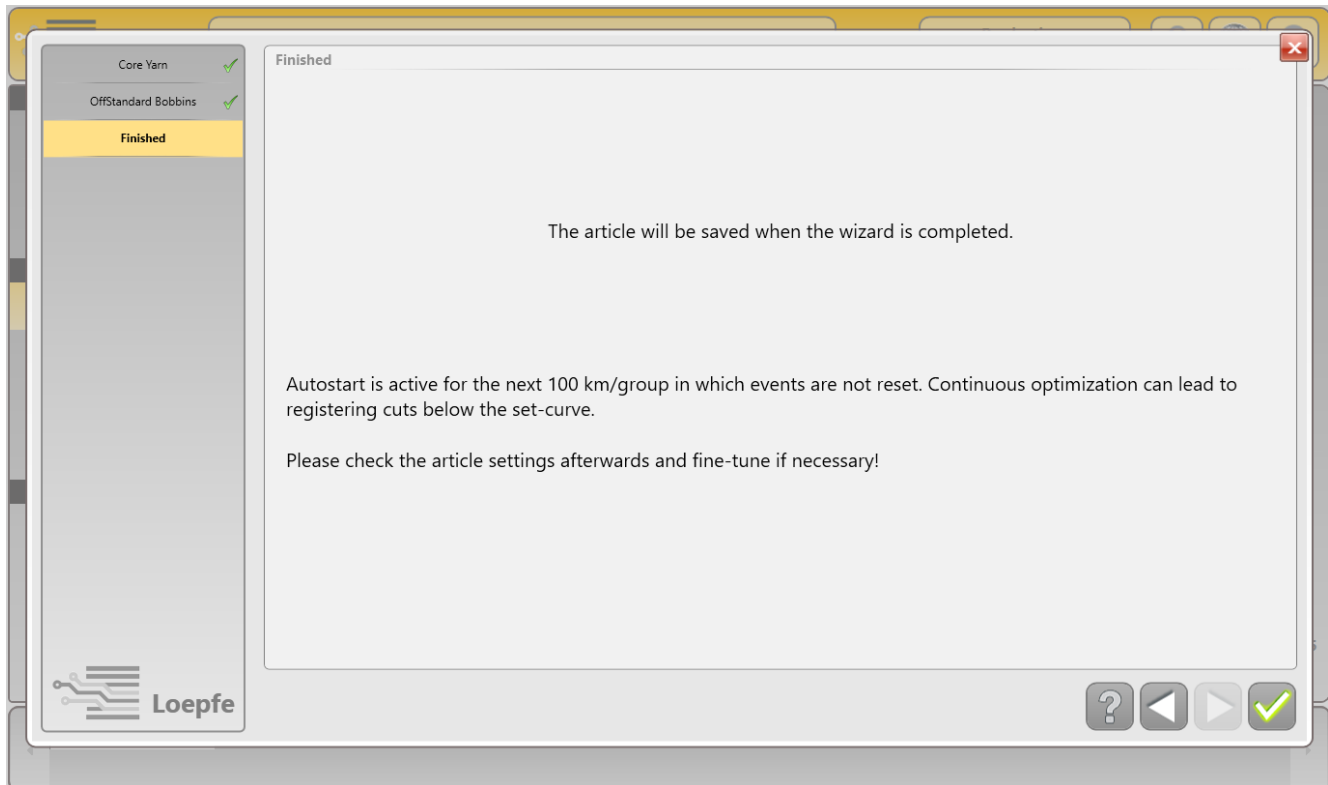 Core Yarn
OffStandard Bobbins
Finished
Finished
The article will be saved when the wizard is completed.
Autostart is active for the next 100 km/group in which events are not reset. Continuous optimization can lead to
registering cuts below the set-curve.
Please check the article settings afterwards and fine-tune if necessary!
Loepfe
?